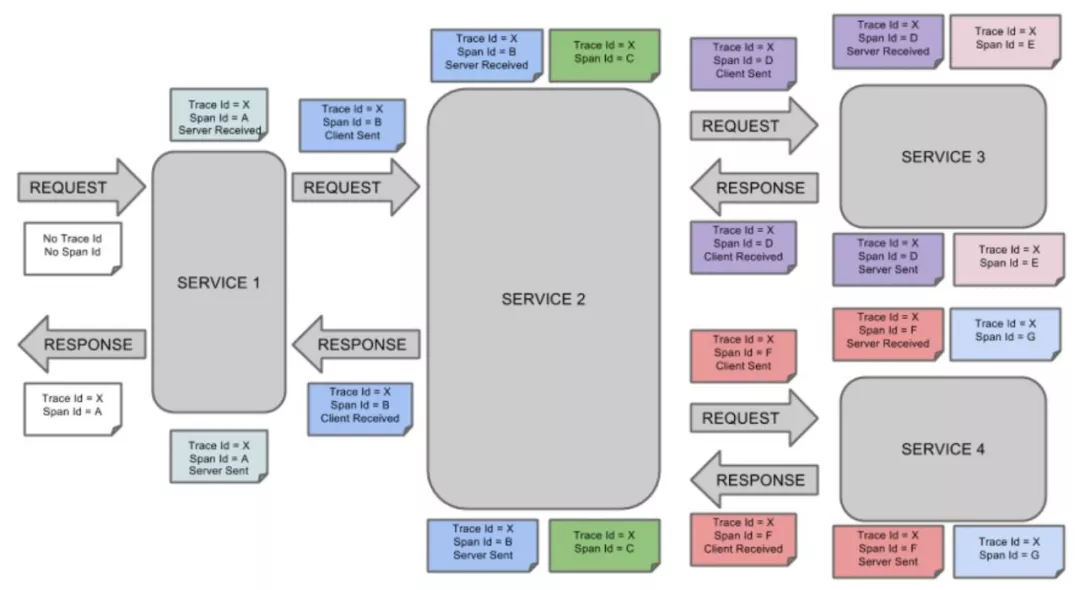 No Trace Id
No Span Id
REQUEST
RESPONSE
Trace Id = X
Span Id = A
Trace Id = X
Span Id = A
Server Received
SERVICE 1
Trace Id = X
Span Id = A
Server Sent
Trace Id = X
Span Id = B
Client Sent
REQUEST
RESPONSE
Trace Id = X
Span Id = B
Client Received
Trace Id = X
Span Id = B
Server Received
Trace Id = X
Span Id = C
SERVICE 2
Trace Id = X
Span Id = B
Server Sent
Trace Id = X
Span Id = C
Trace Id = X
Span Id = D
Client Sent
REQUEST
RESPONSE
Trace Id = X
Span Id = D
Client Received
Trace Id = X
Span Id = D
Server Received
Trace Id = X
Span Id = E
SERVICE 3
Trace Id = X
Span Id = D
Server Sent
Trace Id = X
Span Id = E
Trace Id = X
Span Id = F
Client Sent
REQUEST
RESPONSE
Trace Id = X
Span Id = F
Client Received
Trace Id = X
Span Id = F
Server Received
Trace Id = X
Span Id = G
SERVICE 4
Trace Id = X
Span Id = F
Server Sent
Trace Id = X
Span Id = G